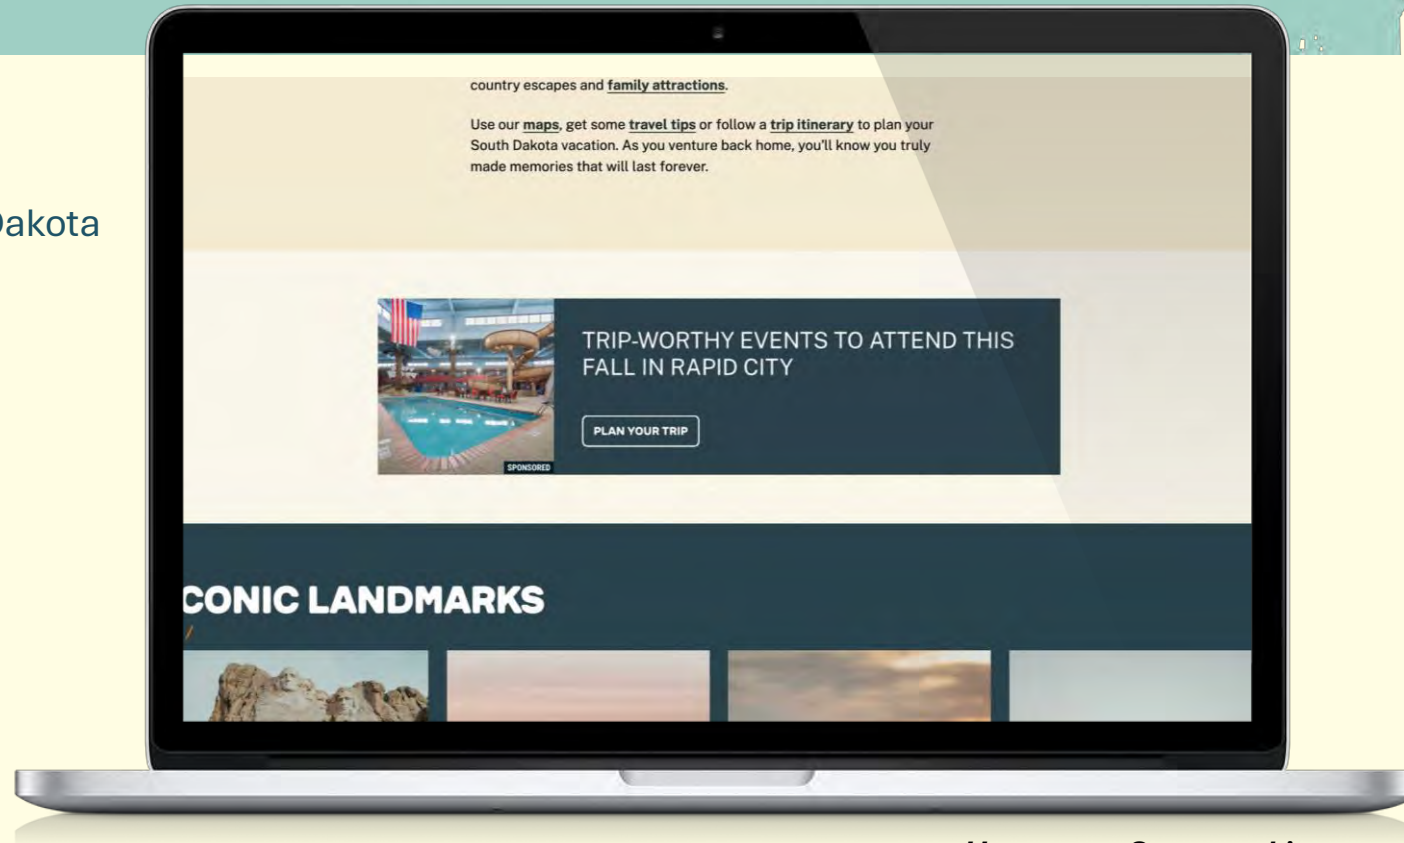 country escapes and family attractions.
Use our maps, get some travel tips or follow a trip itinerary to plan your
South Dakota vacation. As you venture back home, you'll know you truly
made memories that will last forever.
Dakota
TRIP-WORTHY EVENTS TO ATTEND THIS
FALL IN RAPID CITY
PLAN YOUR TRIP
SPONSORED
CONIC LANDMARKS